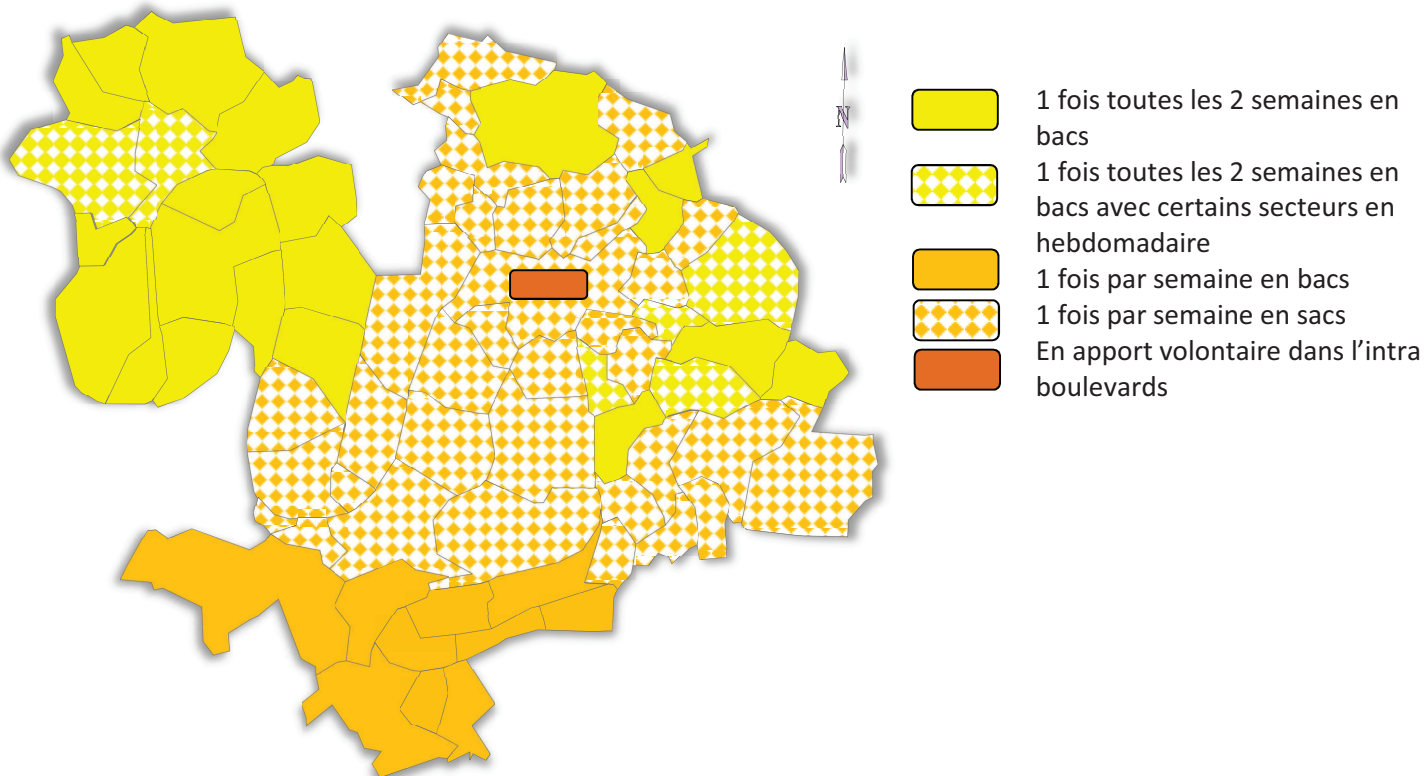 N
1 fois toutes les 2 semaines en
bacs
1 fois toutes les 2 semaines en
bacs avec certains secteurs en
hebdomadaire
1 fois par semaine en bacs
1 fois par semaine en sacs
En apport volontaire dans l’intra
boulevards